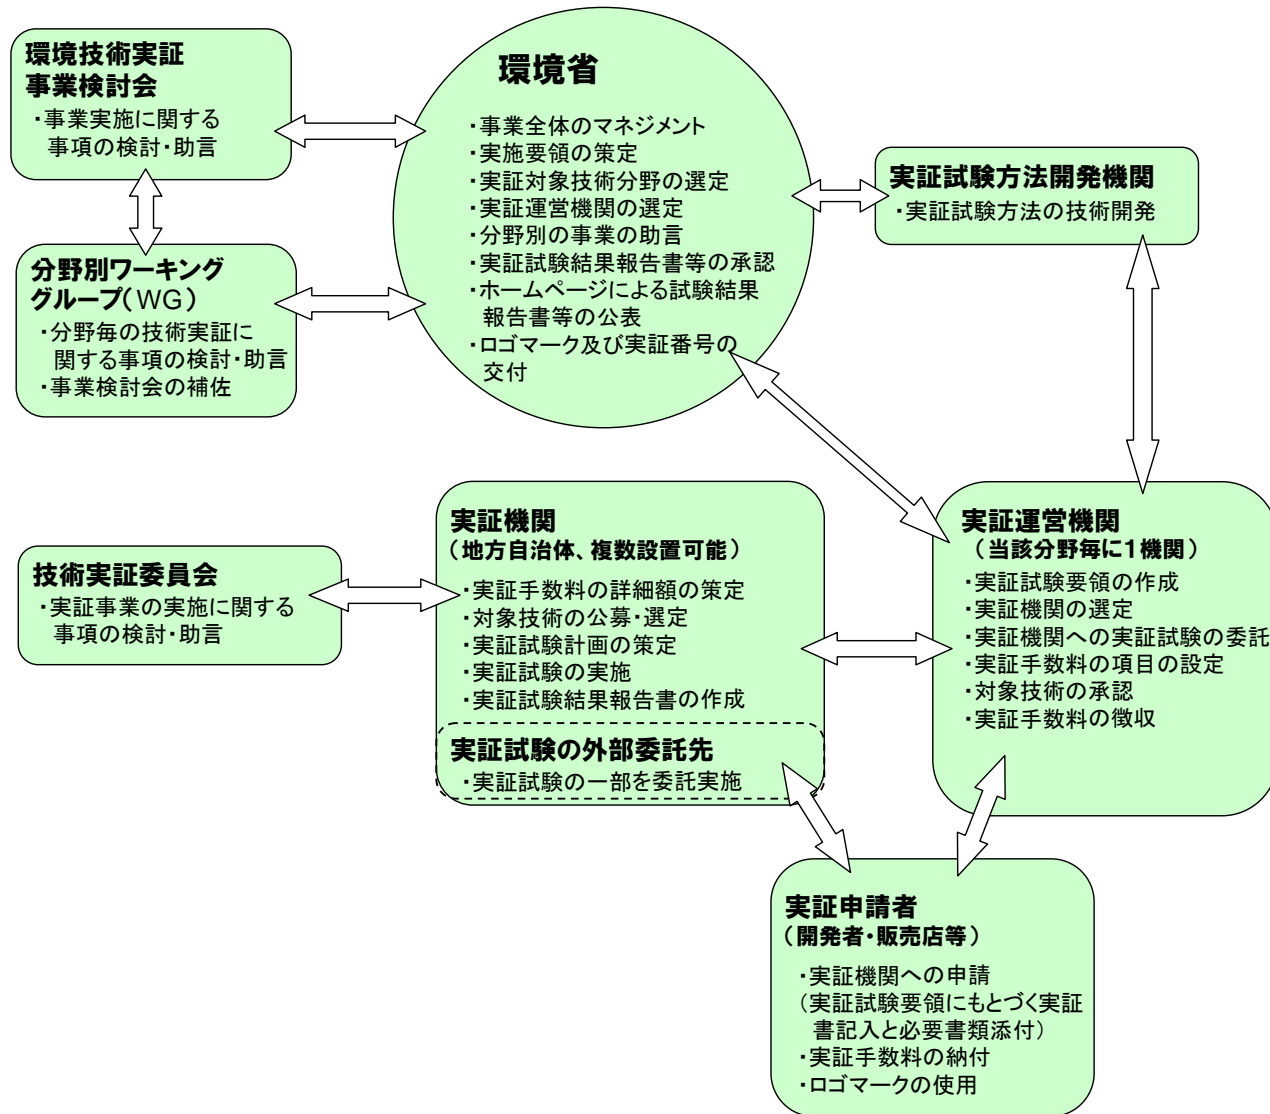 環境技術実証
事業検討会
・事業実施に関する
事項の検討・助言
分野別ワーキング
グループ(WG)
・分野毎の技術実証に
関する事項の検討・助言
・事業検討会の補佐
環境省
・事業全体のマネジメント
・実施要領の策定
・実証対象技術分野の選定
・実証運営機関の選定
・分野別の事業の助言
・実証試験結果報告書等の承認
・ホームページによる試験結果
報告書等の公表
・ロゴマーク及び実証番号の
交付
実証試験方法開発機関
・実証試験方法の技術開発
技術実証委員会
・実証事業の実施に関する
事項の検討・助言
実証機関
(地方自治体、複数設置可能)
・実証手数料の詳細額の策定
・対象技術の公募・選定
・実証試験計画の策定
・実証試験の実施
・実証試験結果報告書の作成
実証試験の外部委託先
・実証試験の一部を委託実施
実証運営機関
(当該分野毎に1機関)
・実証試験要領の作成
・実証機関の選定
・実証機関への実証試験の委託
・実証手数料の項目の設定
・対象技術の承認
・実証手数料の徴収
実証申請者
(開発者・販売店等)
・実証機関への申請
(実証試験要領にもとづく実証
書記入と必要書類添付)
・実証手数料の納付
・ロゴマークの使用